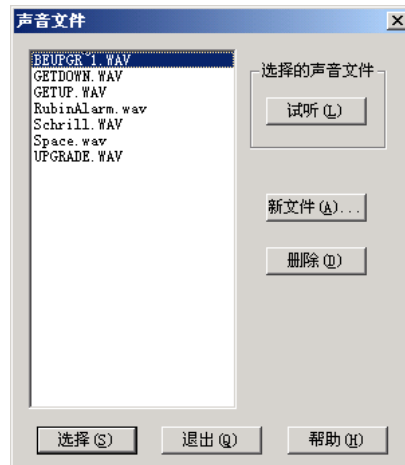 声音文件
BEUPGR~1.WAV
GETDOWN.WAV
GETUP.WAV
RubinAlarm.wav
Schrill.WAV
Space.wav
UPGRADE.WAV
选择的声音文件
试听(L)
新文件(A)...
删除(D)
选择(S)
退出(Q)
帮助(H)